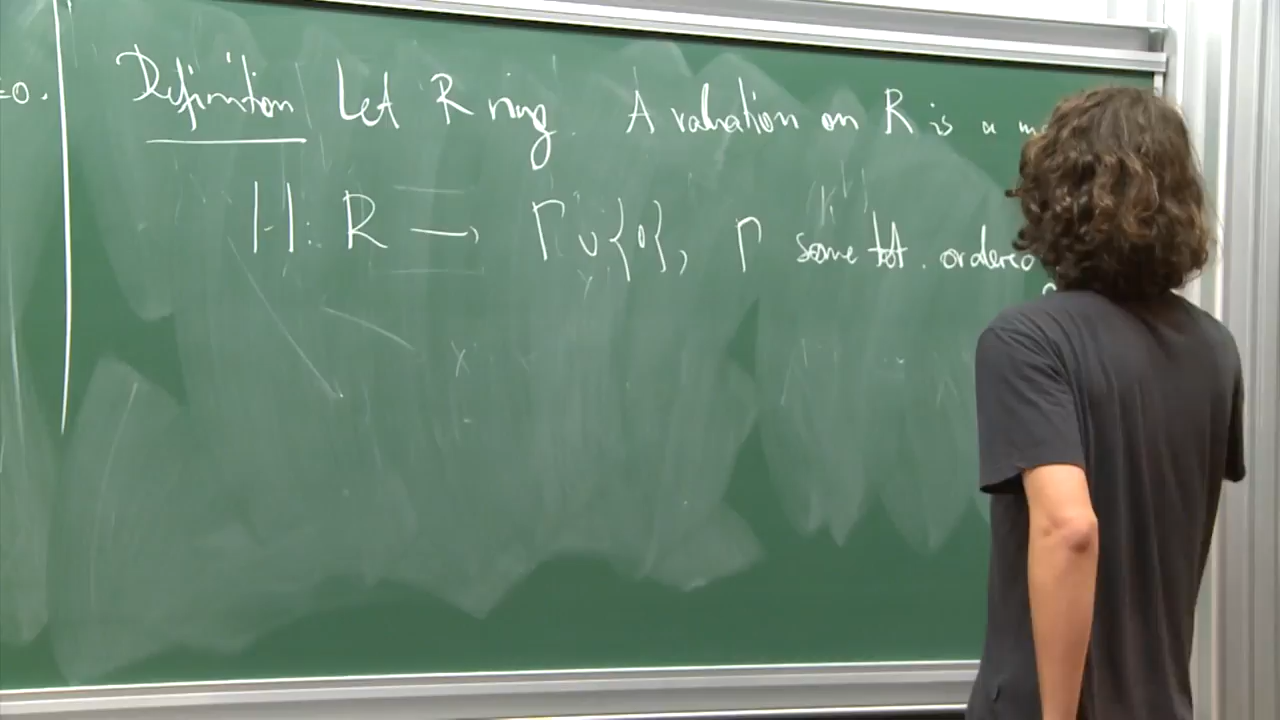 =0.
Definition Let R ring. A valuation on R is a
|·|: R → Γ ∪ {0}, Γ some tot. ordered